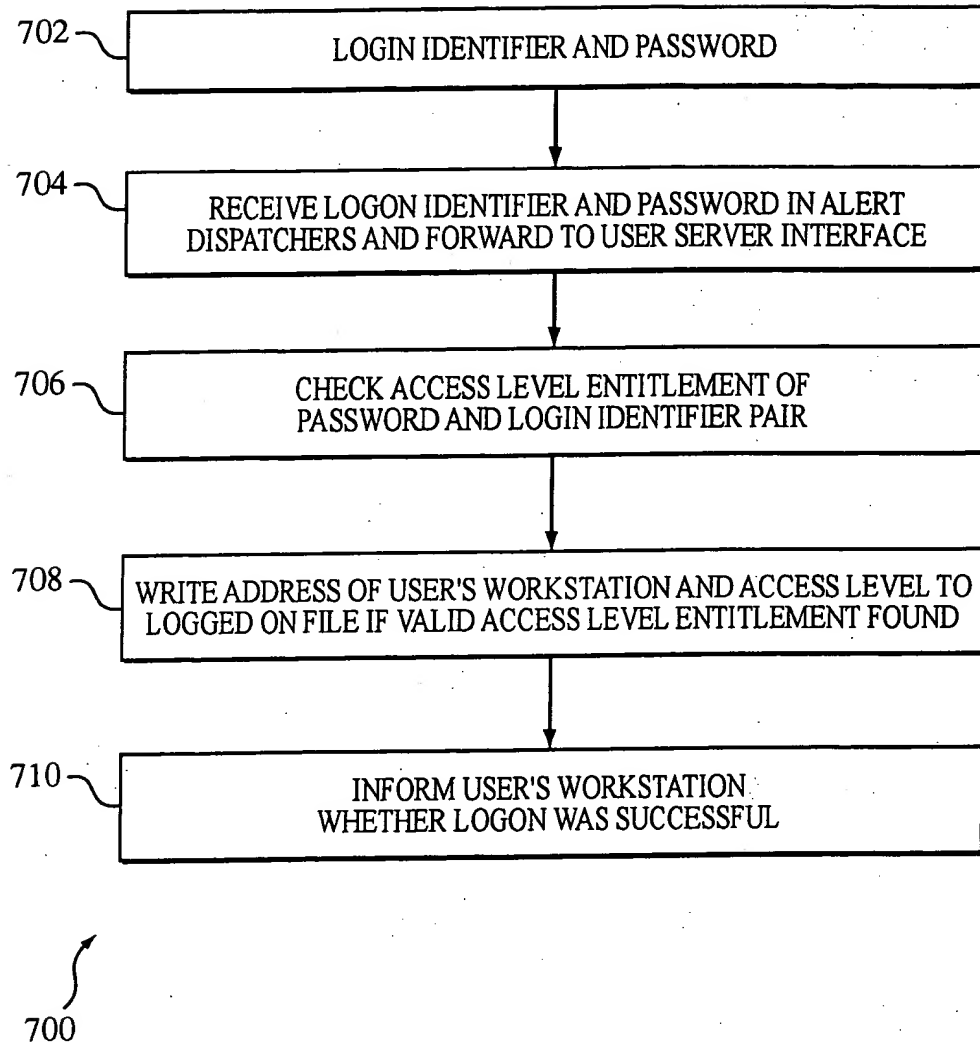 702
LOGIN IDENTIFIER AND PASSWORD
704
RECEIVE LOGON IDENTIFIER AND PASSWORD IN ALERT
DISPATCHERS AND FORWARD TO USER SERVER INTERFACE
706
CHECK ACCESS LEVEL ENTITLEMENT OF
PASSWORD AND LOGIN IDENTIFIER PAIR
708
WRITE ADDRESS OF USER'S WORKSTATION AND ACCESS LEVEL TO
LOGGED ON FILE IF VALID ACCESS LEVEL ENTITLEMENT FOUND
710
INFORM USER'S WORKSTATION
WHETHER LOGON WAS SUCCESSFUL
700